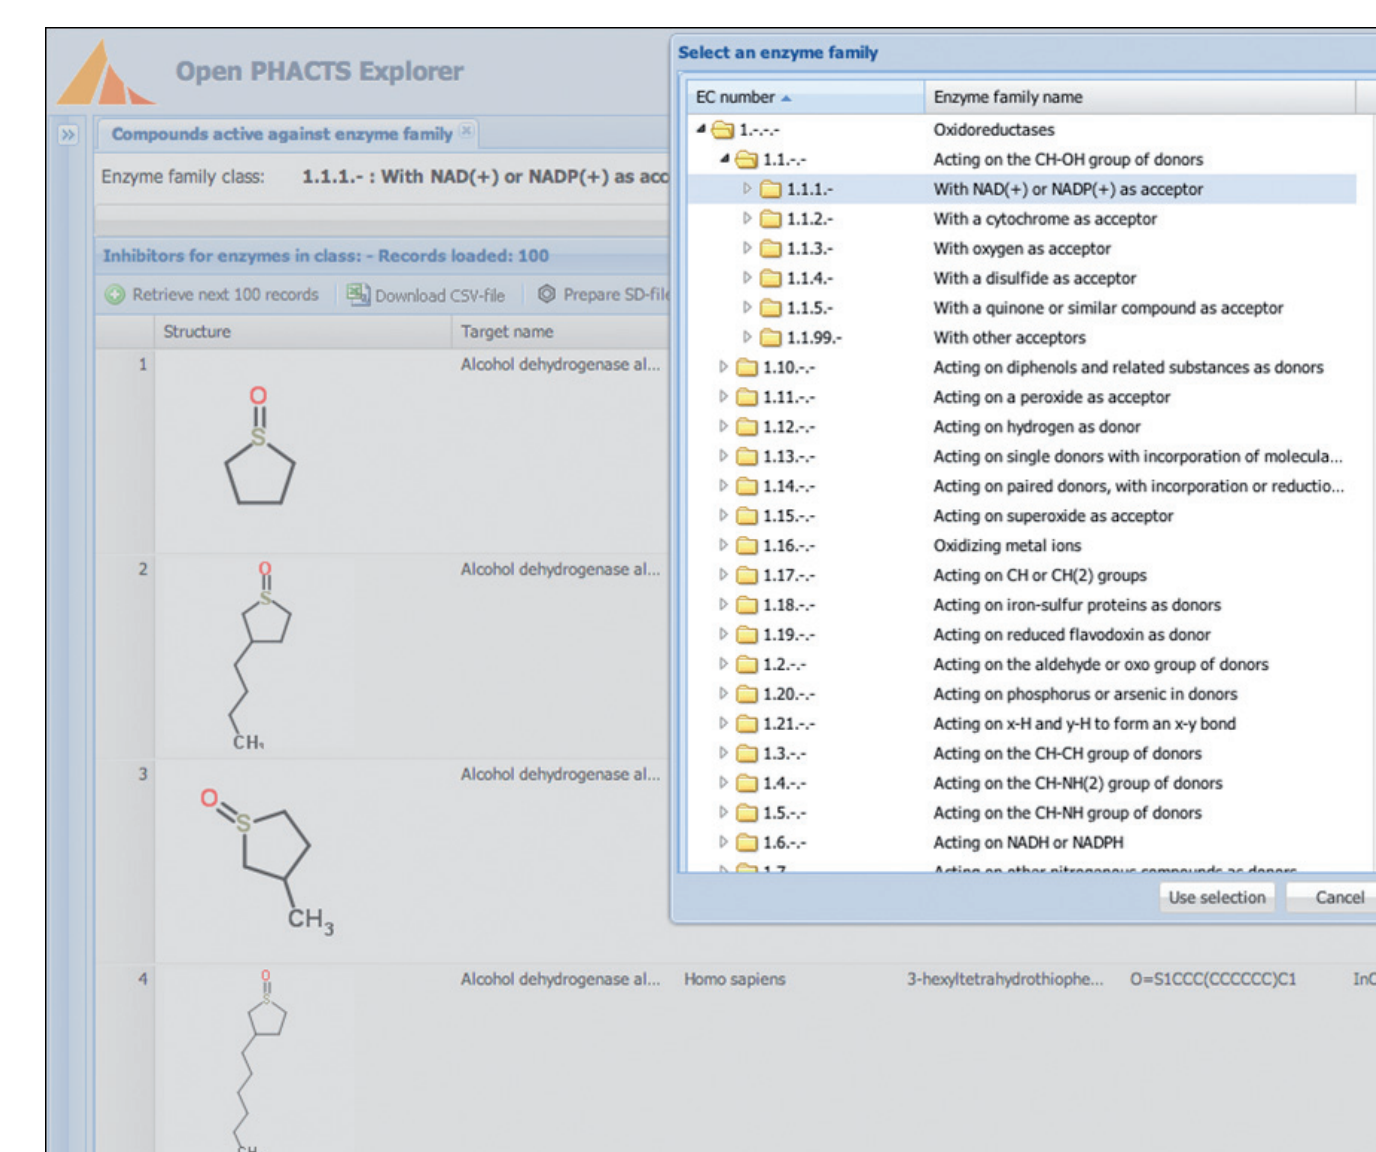 Open PHACTS Explorer
Compounds active against enzyme family
Enzyme family class: 1.1.1.- : With NAD(+) or NADP(+) as acc
Inhibitors for enzymes in class: - Records loaded: 100
Retrieve next 100 records Download CSV-file Prepare SD-file
Structure Target name
1 Alcohol dehydrogenase al...
O
S
2 Alcohol dehydrogenase al...
O
S
CH
3 Alcohol dehydrogenase al...
O
S
CH3
4 Alcohol dehydrogenase al... Homo sapiens 3-hexyltetrahydrothiophe... O=S1CCC(CCCCCC)C1 InC
O
S
CH
Select an enzyme family
EC number Enzyme family name
1.-.-.- Oxidoreductases
1.1.-.- Acting on the CH-OH group of donors
1.1.1.- With NAD(+) or NADP(+) as acceptor
1.1.2.- With a cytochrome as acceptor
1.1.3.- With oxygen as acceptor
1.1.4.- With a disulfide as acceptor
1.1.5.- With a quinone or similar compound as acceptor
1.1.99.- With other acceptors
1.10.-.- Acting on diphenols and related substances as donors
1.11.-.- Acting on a peroxide as acceptor
1.12.-.- Acting on hydrogen as donor
1.13.-.- Acting on single donors with incorporation of molecula...
1.14.-.- Acting on paired donors, with incorporation or reductio...
1.15.-.- Acting on superoxide as acceptor
1.16.-.- Oxidizing metal ions
1.17.-.- Acting on CH or CH(2) groups
1.18.-.- Acting on iron-sulfur proteins as donors
1.19.-.- Acting on reduced flavodoxin as donor
1.2.-.- Acting on the aldehyde or oxo group of donors
1.20.-.- Acting on phosphorus or arsenic in donors
1.21.-.- Acting on x-H and y-H to form an x-y bond
1.3.-.- Acting on the CH-CH group of donors
1.4.-.- Acting on the CH-NH(2) group of donors
1.5.-.- Acting on the CH-NH group of donors
1.6.-.- Acting on NADH or NADPH
1.7 Acting on other nitrogenous compounds as donors
Use selection Cancel